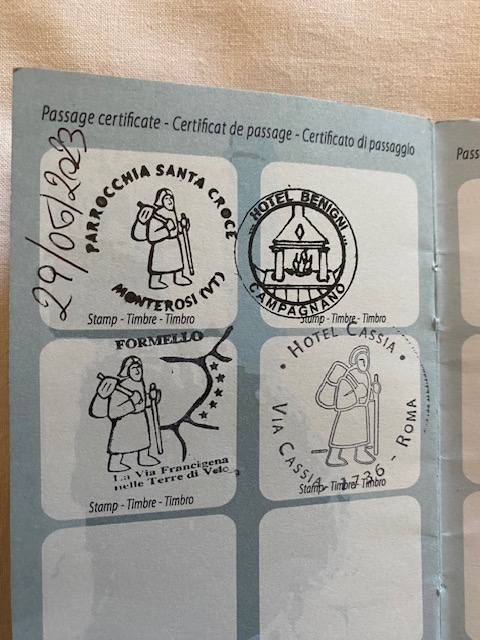 Passage certificate - Certificat de passage - Certificato di passaggio
Pass
29/06/2023
PARROCCHIA SANTA CROCE
MONTEROSI (VT)
Stamp - Timbre - Timbro
HOTEL BENIGNI
CAMPAGNANO
Stamp - Timbre - Timbro
FORMELLO
La Via Francigena
nelle Terre di Veio
Stamp - Timbre - Timbro
HOTEL CASSIA
VIA CASSIA, 1736 - ROMA
Stamp - Timbre - Timbro